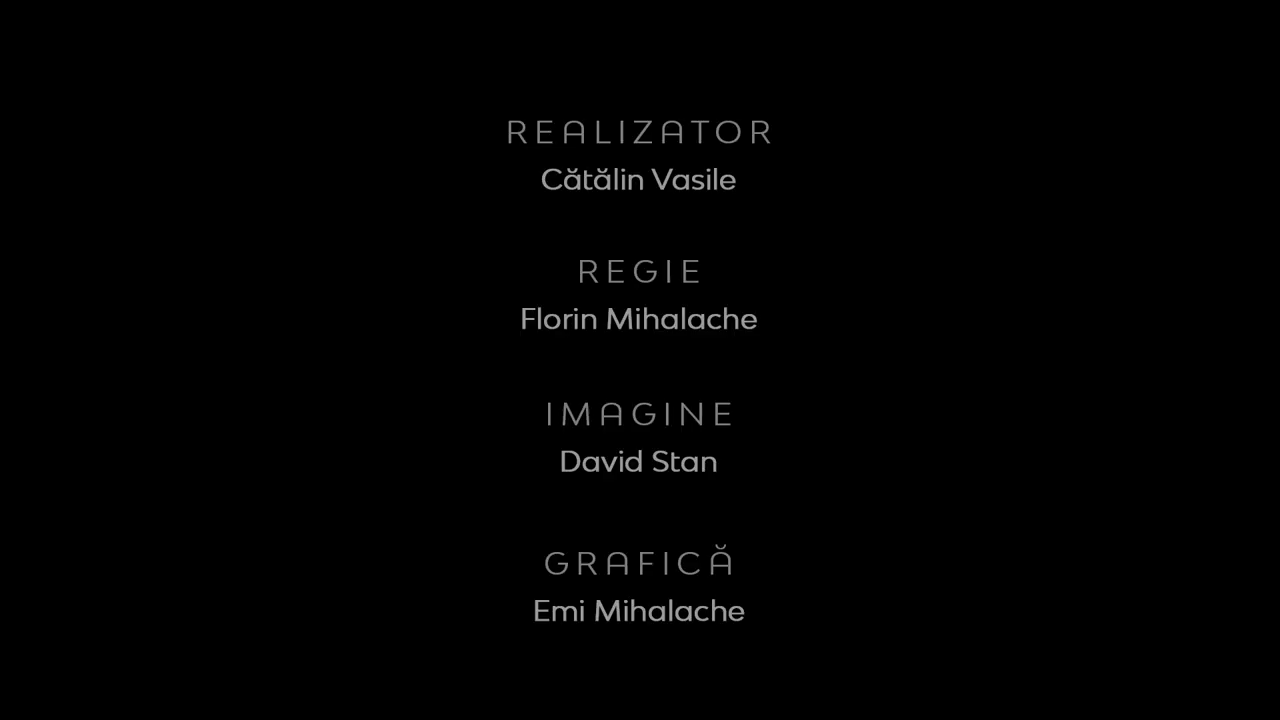 REALIZATOR
Cătălin Vasile
REGIE
Florin Mihalache
IMAGINE
David Stan
GRAFICĂ
Emi Mihalache